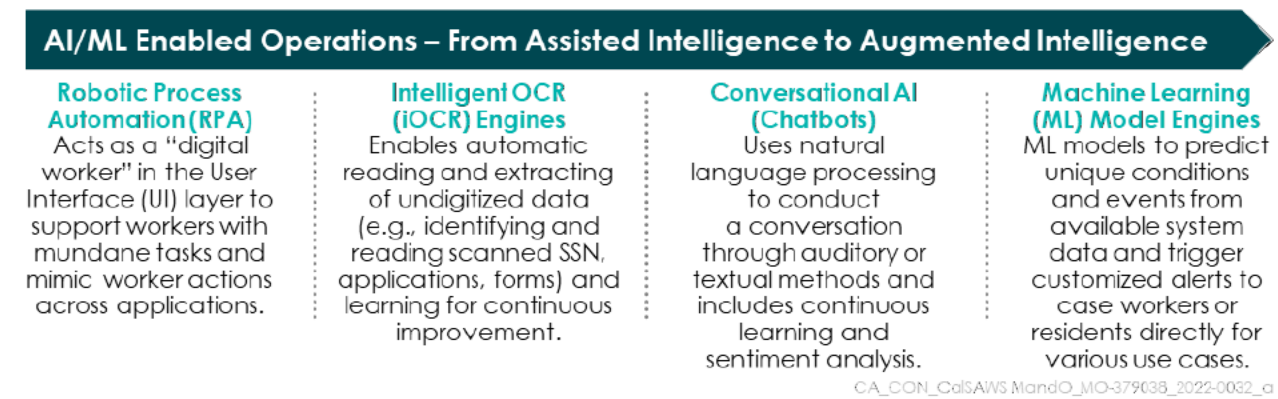 AI/ML Enabled Operations – From Assisted Intelligence to Augmented Intelligence
Robotic Process
Automation (RPA)
Acts as a “digital
worker” in the User
Interface (UI) layer to
support workers with
mundane tasks and
mimic worker actions
across applications.
Intelligent OCR
(iOCR) Engines
Enables automatic
reading and extracting
of undigitized data
(e.g., identifying and
reading scanned SSN,
applications, forms) and
learning for continuous
improvement.
Conversational AI
(Chatbots)
Uses natural
language processing
to conduct
a conversation
through auditory or
textual methods and
includes continuous
learning and
sentiment analysis.
Machine Learning
(ML) Model Engines
ML models to predict
unique conditions
and events from
available system
data and trigger
customized alerts to
case workers or
residents directly for
various use cases.
CA_CON_CalSAWS MandO_MO-379038_2022-0032_a